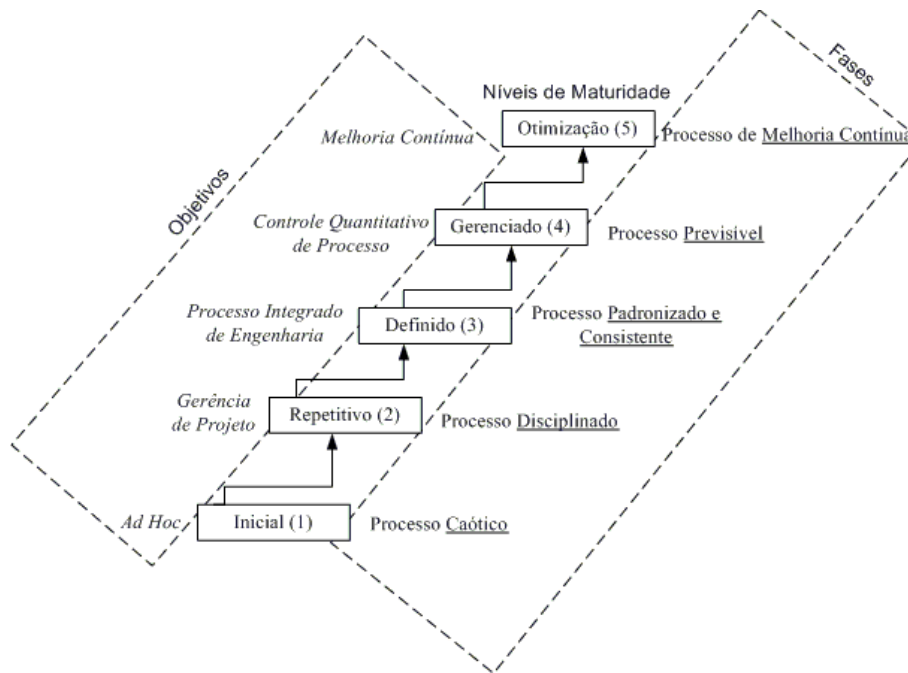 Fases
Níveis de Maturidade
Melhoria Contínua
Otimização (5)
Processo de Melhoria Contínua
Objetivos
Controle Quantitativo
de Processo
Gerenciado (4)
Processo Previsivel
Processo Integrado
de Engenharia
Definido (3)
Processo Padronizado e
Consistente
Gerência
de Projeto
Repetitivo (2)
Processo Disciplinado
Ad Hoc
Inicial (1)
Processo Caótico